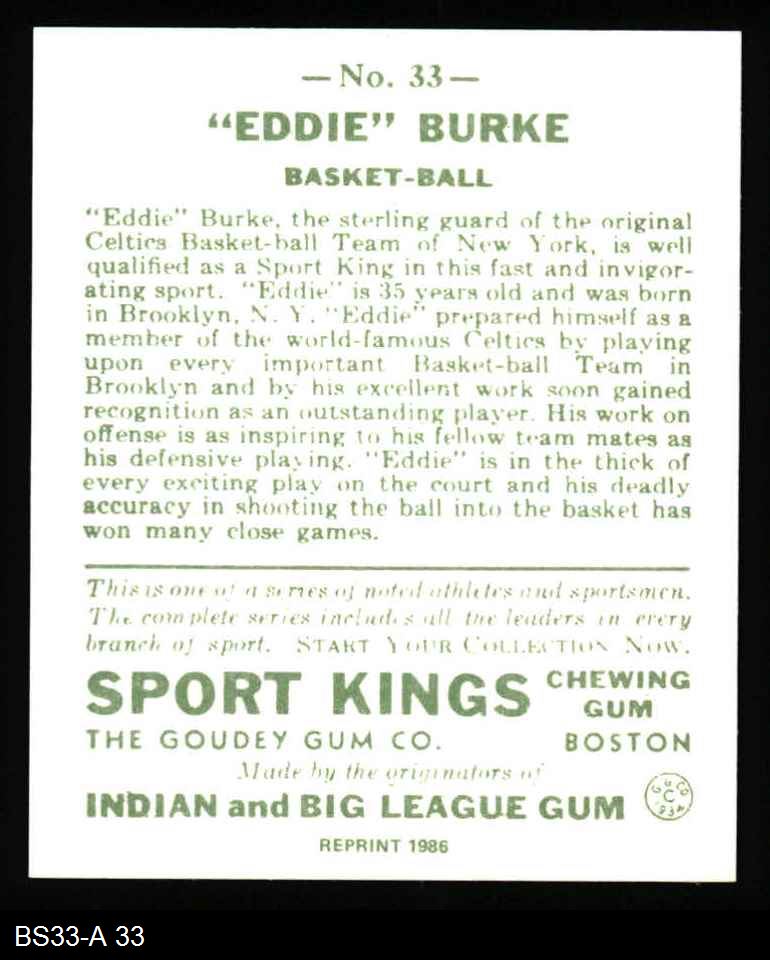 —No. 33—
"EDDIE" BURKE
BASKET-BALL
"Eddie" Burke, the sterling guard of the original
Celtics Basket-ball Team of New York, is well
qualified as a Sport King in this fast and invigor-
ating sport. "Eddie" is 35 years old and was born
in Brooklyn, N. Y. "Eddie" prepared himself as a
member of the world-famous Celtics by playing
upon every important Basket-ball Team in
Brooklyn and by his excellent work soon gained
recognition as an outstanding player. His work on
offense is as inspiring to his fellow team mates as
his defensive playing. "Eddie" is in the thick of
every exciting play on the court and his deadly
accuracy in shooting the ball into the basket has
won many close games.
This is one of a series of noted athletes and sportsmen.
The complete series includes all the leaders in every
branch of sport. START YOUR COLLECTION NOW.
SPORT KINGS CHEWING GUM
THE GOUDEY GUM CO. BOSTON
Made by the originators of
INDIAN and BIG LEAGUE GUM
G. G. CO.
C
1934
REPRINT 1986
BS33-A 33